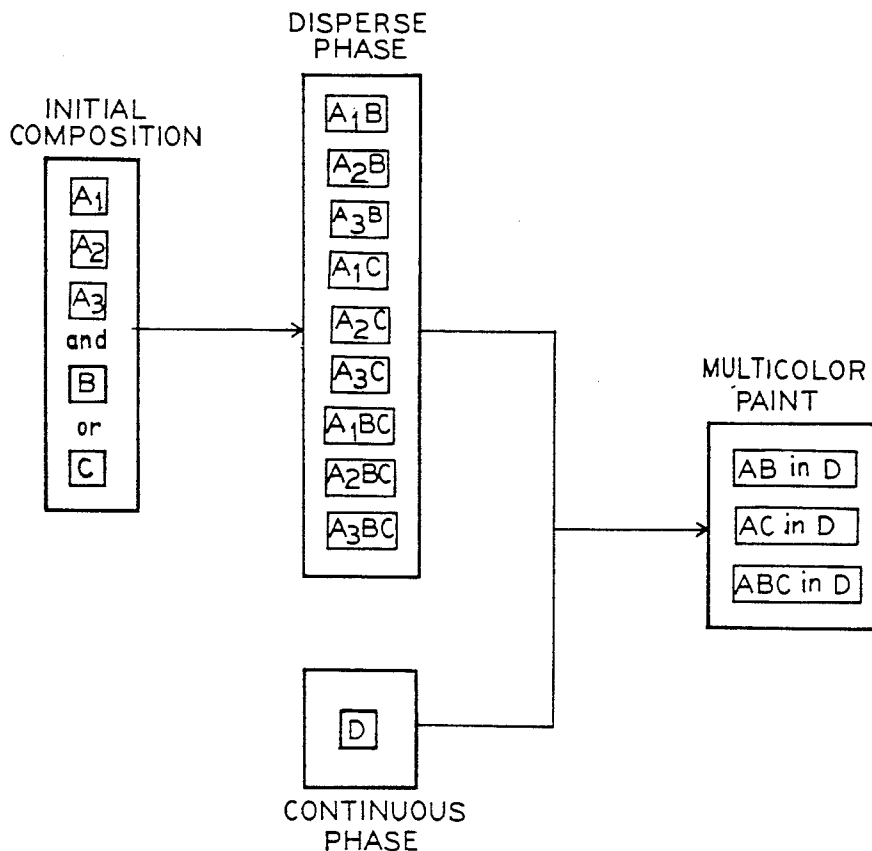 INITIAL
COMPOSITION
A1
A2
A3
and
B
or
C
DISPERSE
PHASE
A1B
A2B
A3B
A1C
A2C
A3C
A1BC
A2BC
A3BC
D
CONTINUOUS
PHASE
MULTICOLOR
PAINT
AB in D
AC in D
ABC in D